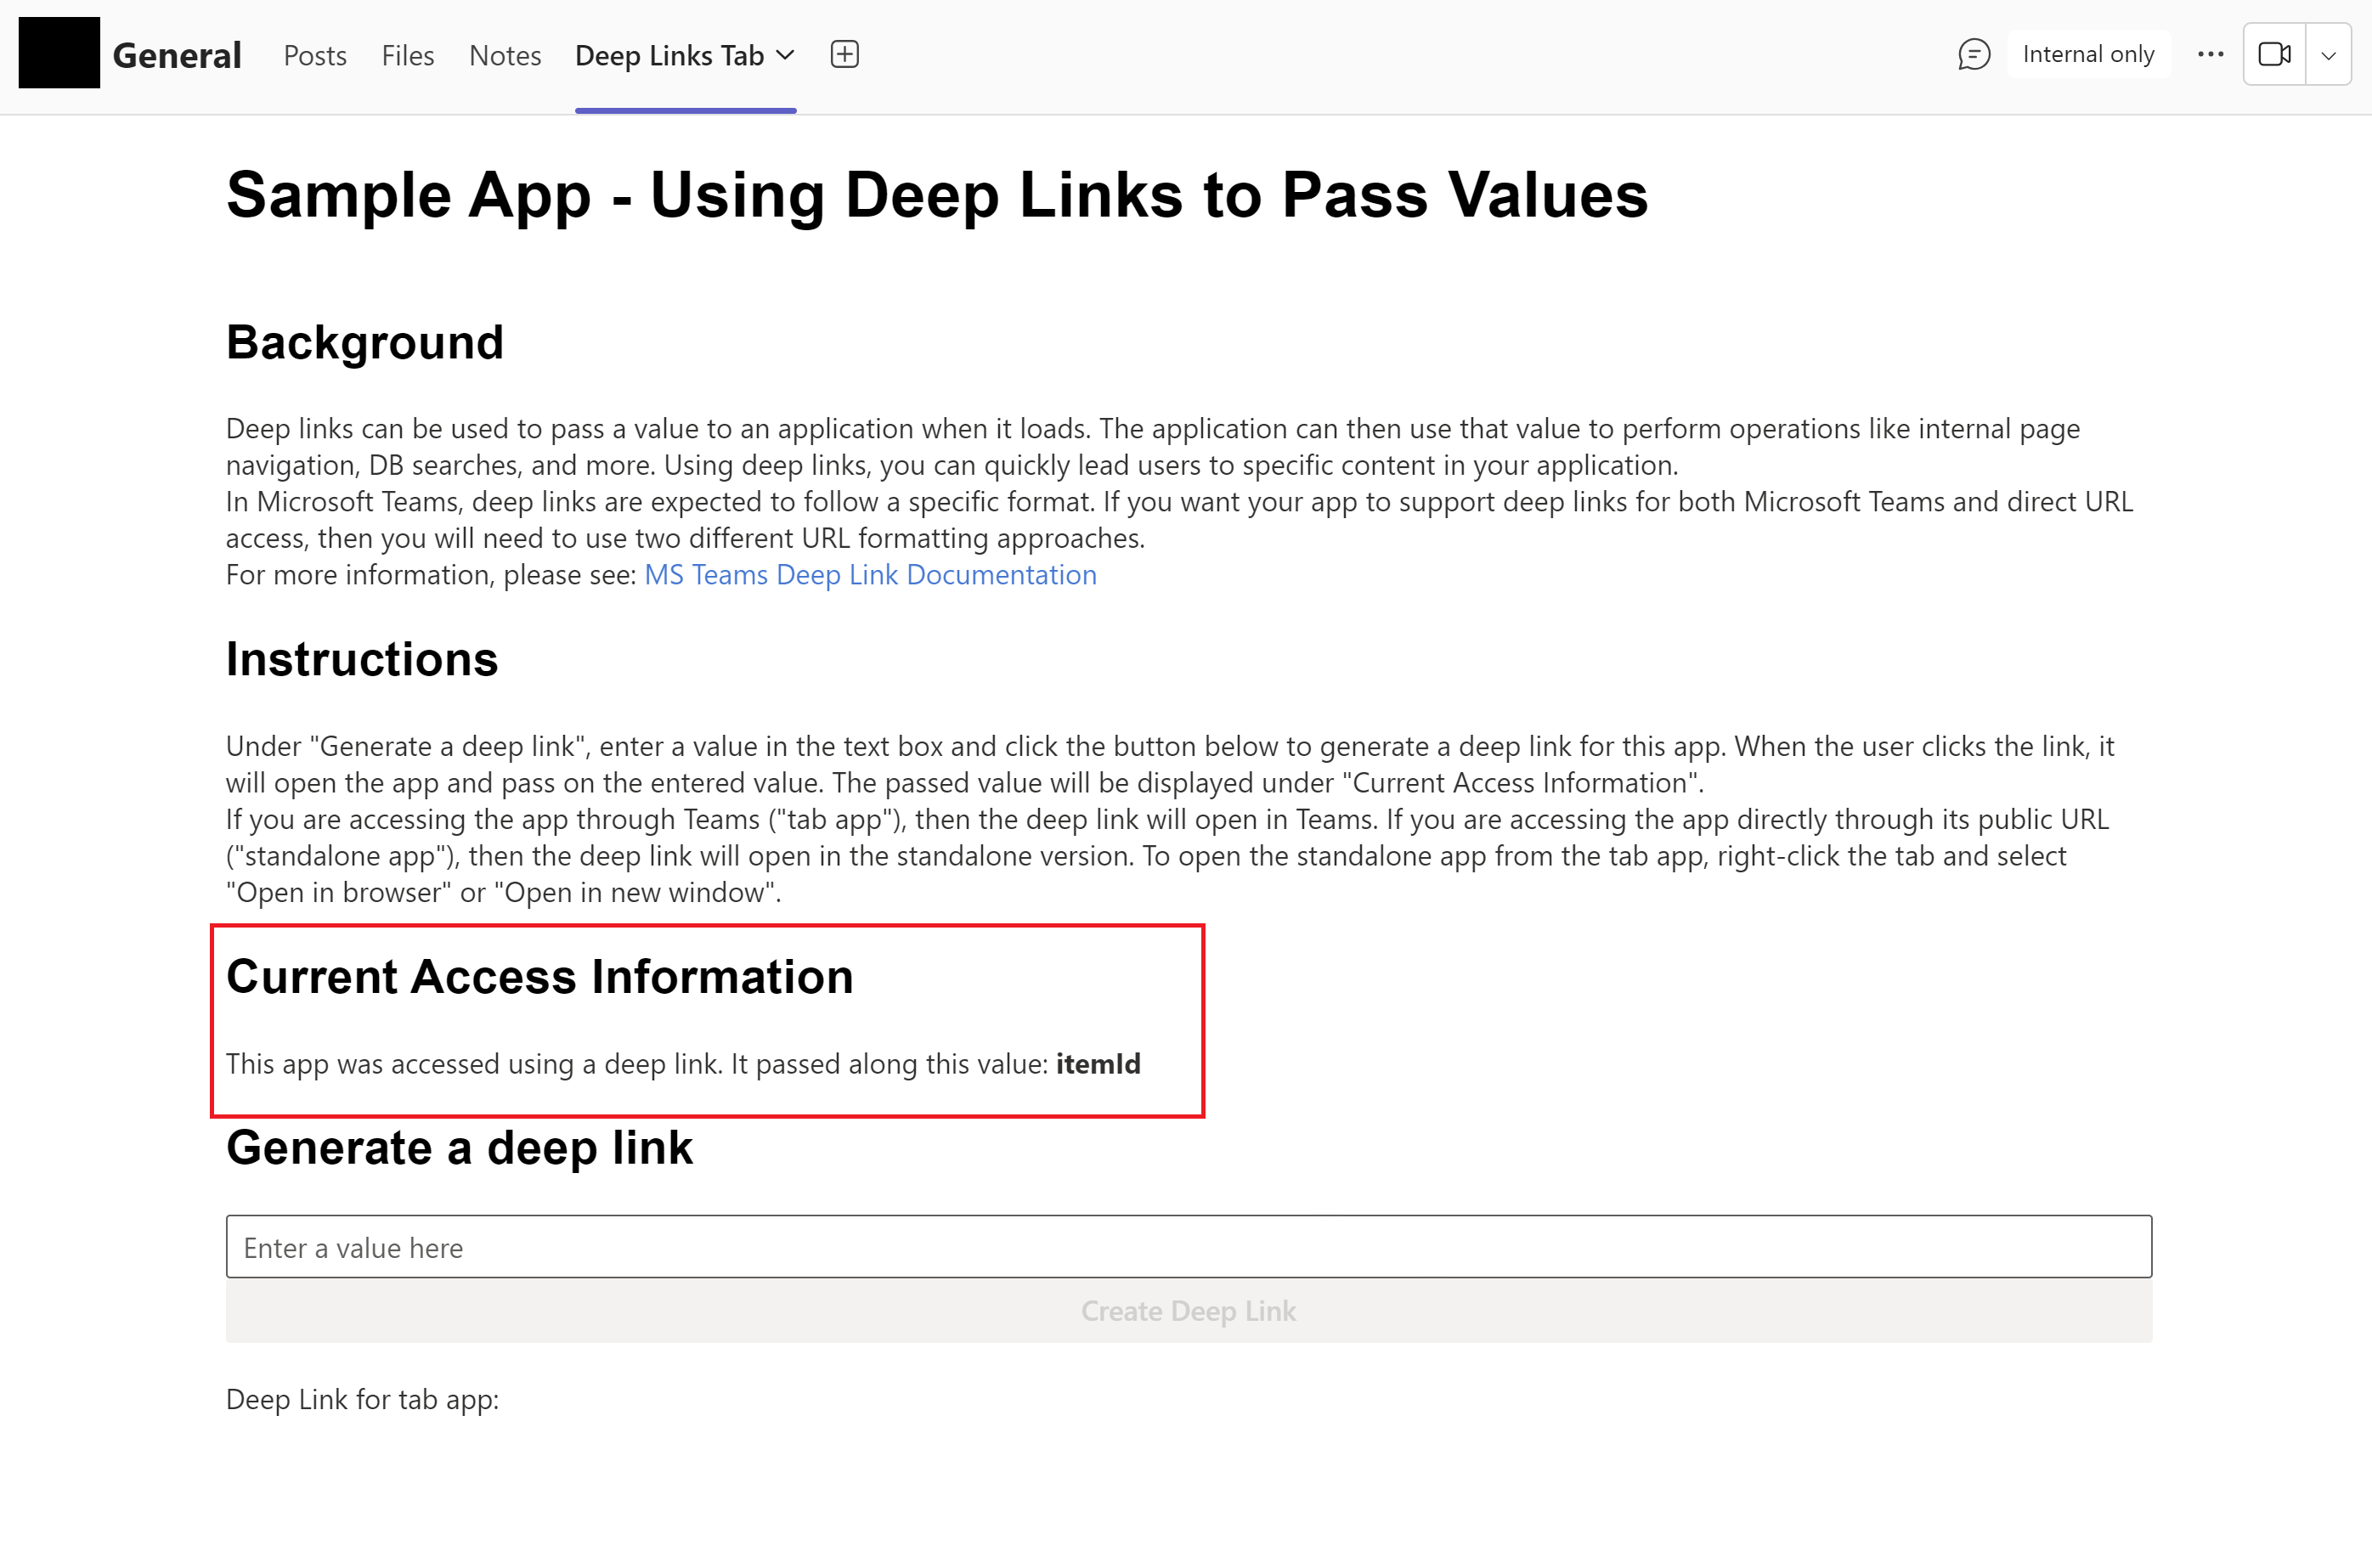 General Posts Files Notes Deep Links Tab Internal only
Sample App - Using Deep Links to Pass Values
Background
Deep links can be used to pass a value to an application when it loads. The application can then use that value to perform operations like internal page
navigation, DB searches, and more. Using deep links, you can quickly lead users to specific content in your application.
In Microsoft Teams, deep links are expected to follow a specific format. If you want your app to support deep links for both Microsoft Teams and direct URL
access, then you will need to use two different URL formatting approaches.
For more information, please see: MS Teams Deep Link Documentation
Instructions
Under "Generate a deep link", enter a value in the text box and click the button below to generate a deep link for this app. When the user clicks the link, it
will open the app and pass on the entered value. The passed value will be displayed under "Current Access Information".
If you are accessing the app through Teams ("tab app"), then the deep link will open in Teams. If you are accessing the app directly through its public URL
("standalone app"), then the deep link will open in the standalone version. To open the standalone app from the tab app, right-click the tab and select
"Open in browser" or "Open in new window".
Current Access Information
This app was accessed using a deep link. It passed along this value: itemId
Generate a deep link
Enter a value here
Create Deep Link
Deep Link for tab app: